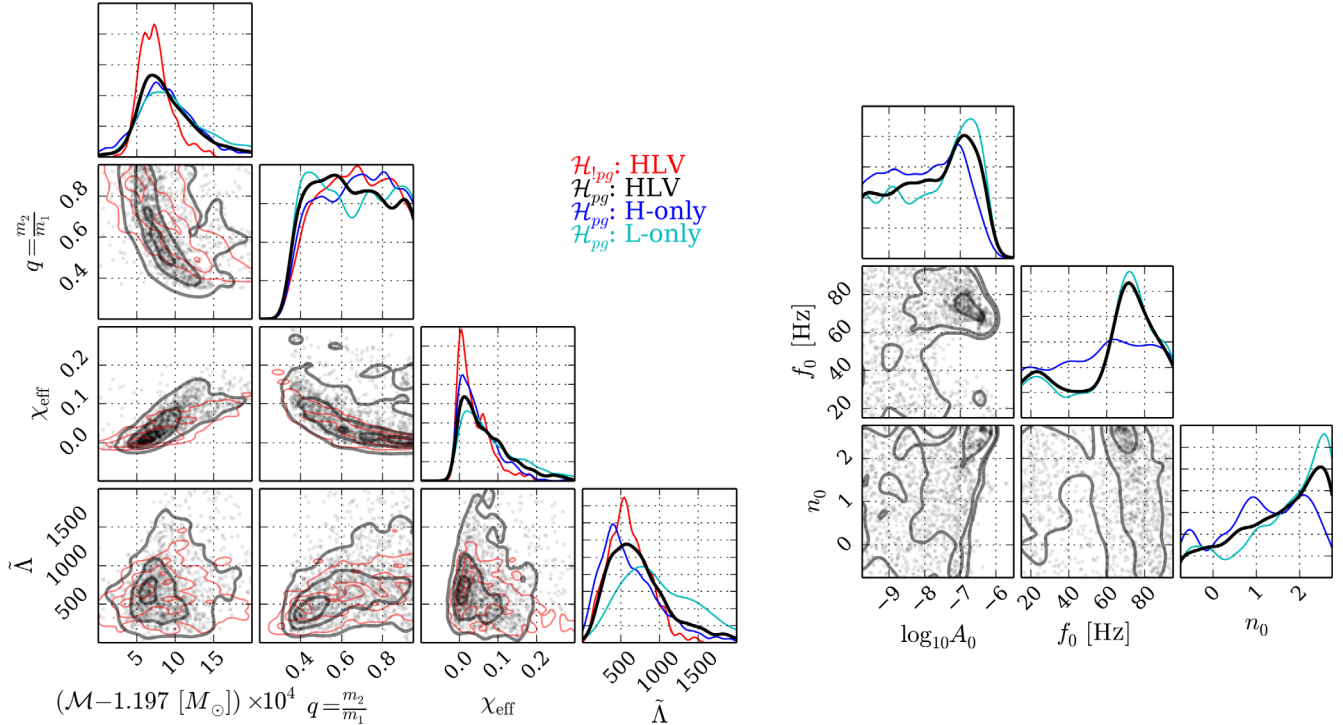 ℋ!pg: HLV
ℋpg: HLV
ℋpg: H-only
ℋpg: L-only
q = m2/m1
0.8
0.6
0.4
χeff
0.2
0.1
0.0
Λ̃
1500
1000
500
5 10 15
0.4 0.6 0.8
0.0 0.1 0.2
500 1000 1500
(ℳ−1.197 [M⊙]) ×10⁴
q = m2/m1
χeff
Λ̃
f₀ [Hz]
80
60
40
20
n₀
2
1
0
−9 −8 −7 −6
20 40 60 80
0 1 2
log₁₀A₀
f₀ [Hz]
n₀